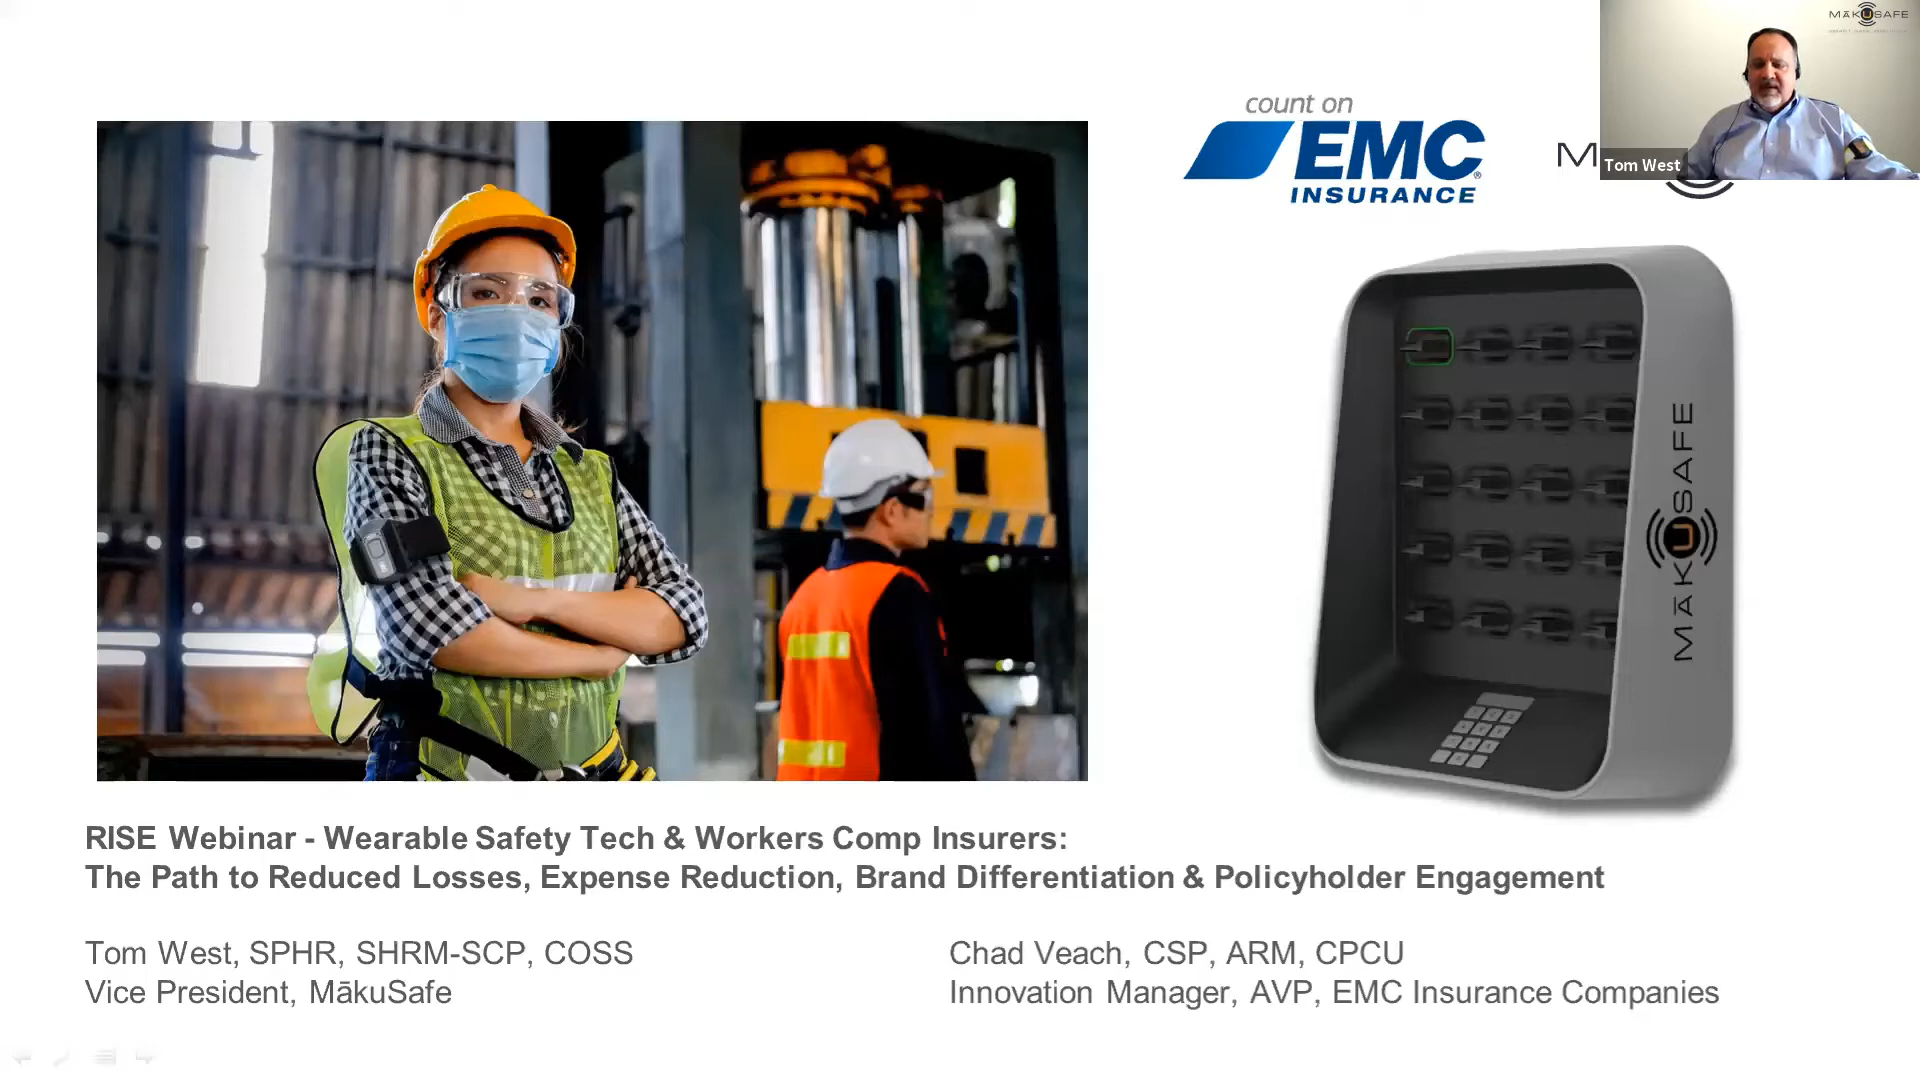 MĀKUSAFE
count on
EMC
INSURANCE
M
Tom West
MĀKUSAFE
RISE Webinar - Wearable Safety Tech & Workers Comp Insurers:
The Path to Reduced Losses, Expense Reduction, Brand Differentiation & Policyholder Engagement
Tom West, SPHR, SHRM-SCP, COSS
Vice President, MākuSafe
Chad Veach, CSP, ARM, CPCU
Innovation Manager, AVP, EMC Insurance Companies